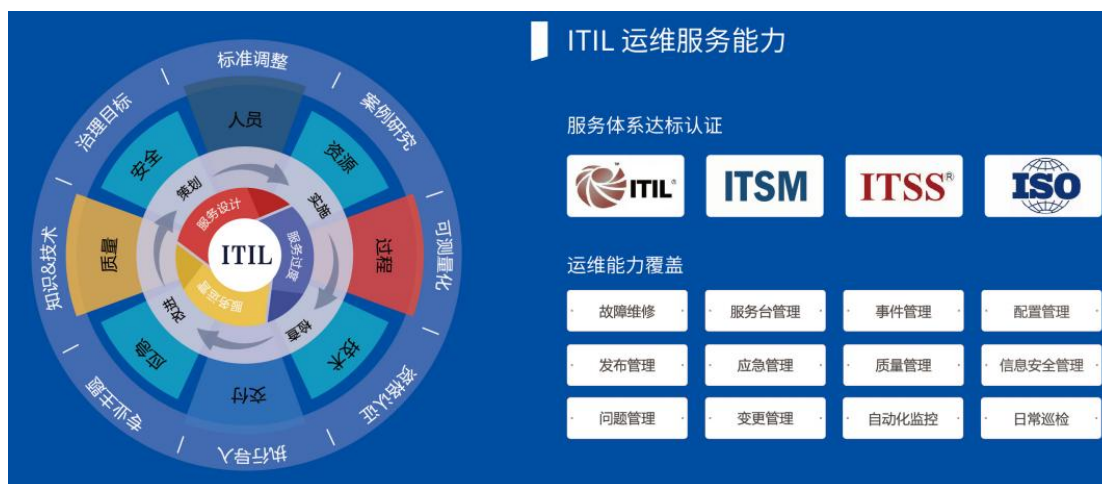 标准调整
案例研究
可测量化
资格认证
执行导入
专业主题
知识&技术
治理目标
人员
资源
过程
技术
交付
应急
质量
安全
策划
实施
检查
改进
服务设计
服务过度
服务运营
ITIL
ITIL 运维服务能力
服务体系达标认证
ITIL®
ITSM
ITSS®
ISO
运维能力覆盖
故障维修 服务台管理 事件管理 配置管理
发布管理 应急管理 质量管理 信息安全管理
问题管理 变更管理 自动化监控 日常巡检